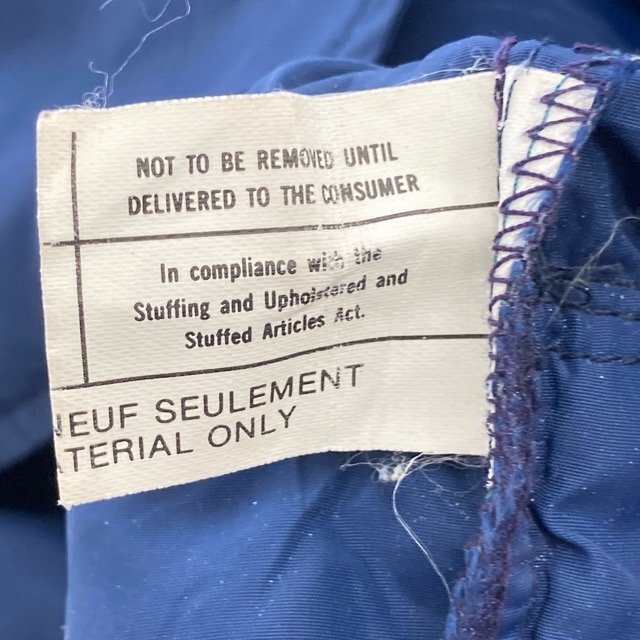 NOT TO BE REMOVED UNTIL
DELIVERED TO THE CONSUMER
In compliance with the
Stuffing and Upholstered and
Stuffed Articles Act.
NEUF SEULEMENT
ATERIAL ONLY